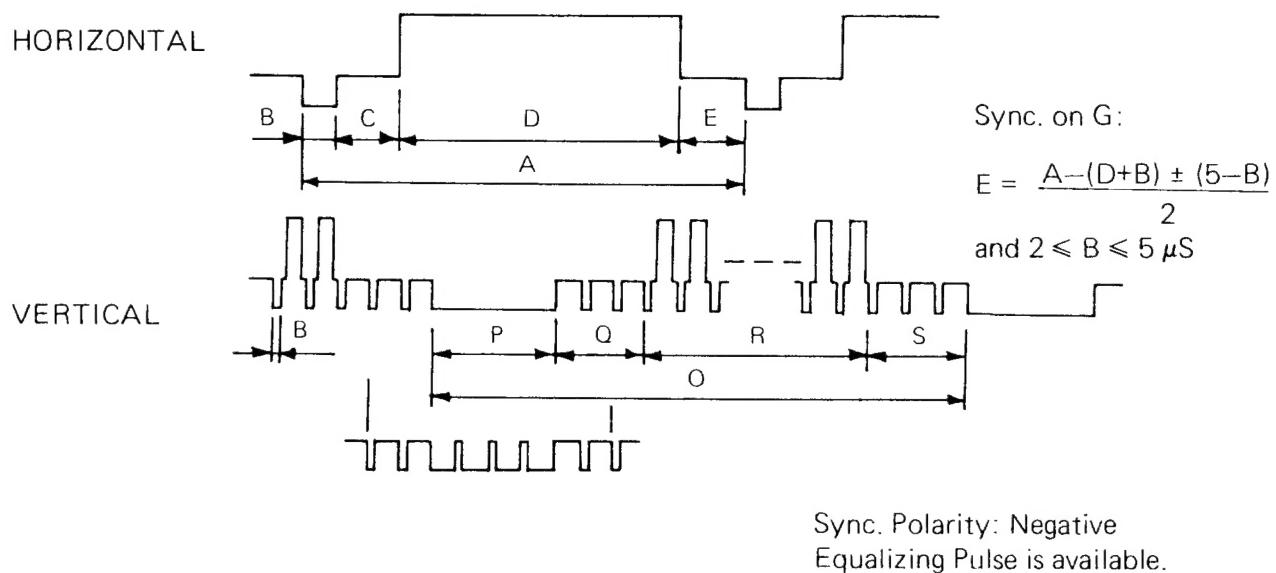 HORIZONTAL
B C D E
A
Sync. on G:
E = A—(D+B) ± (5—B)
2
and 2 ⩽ B ⩽ 5 μS
VERTICAL
B P Q R S
O
Sync. Polarity: Negative
Equalizing Pulse is available.